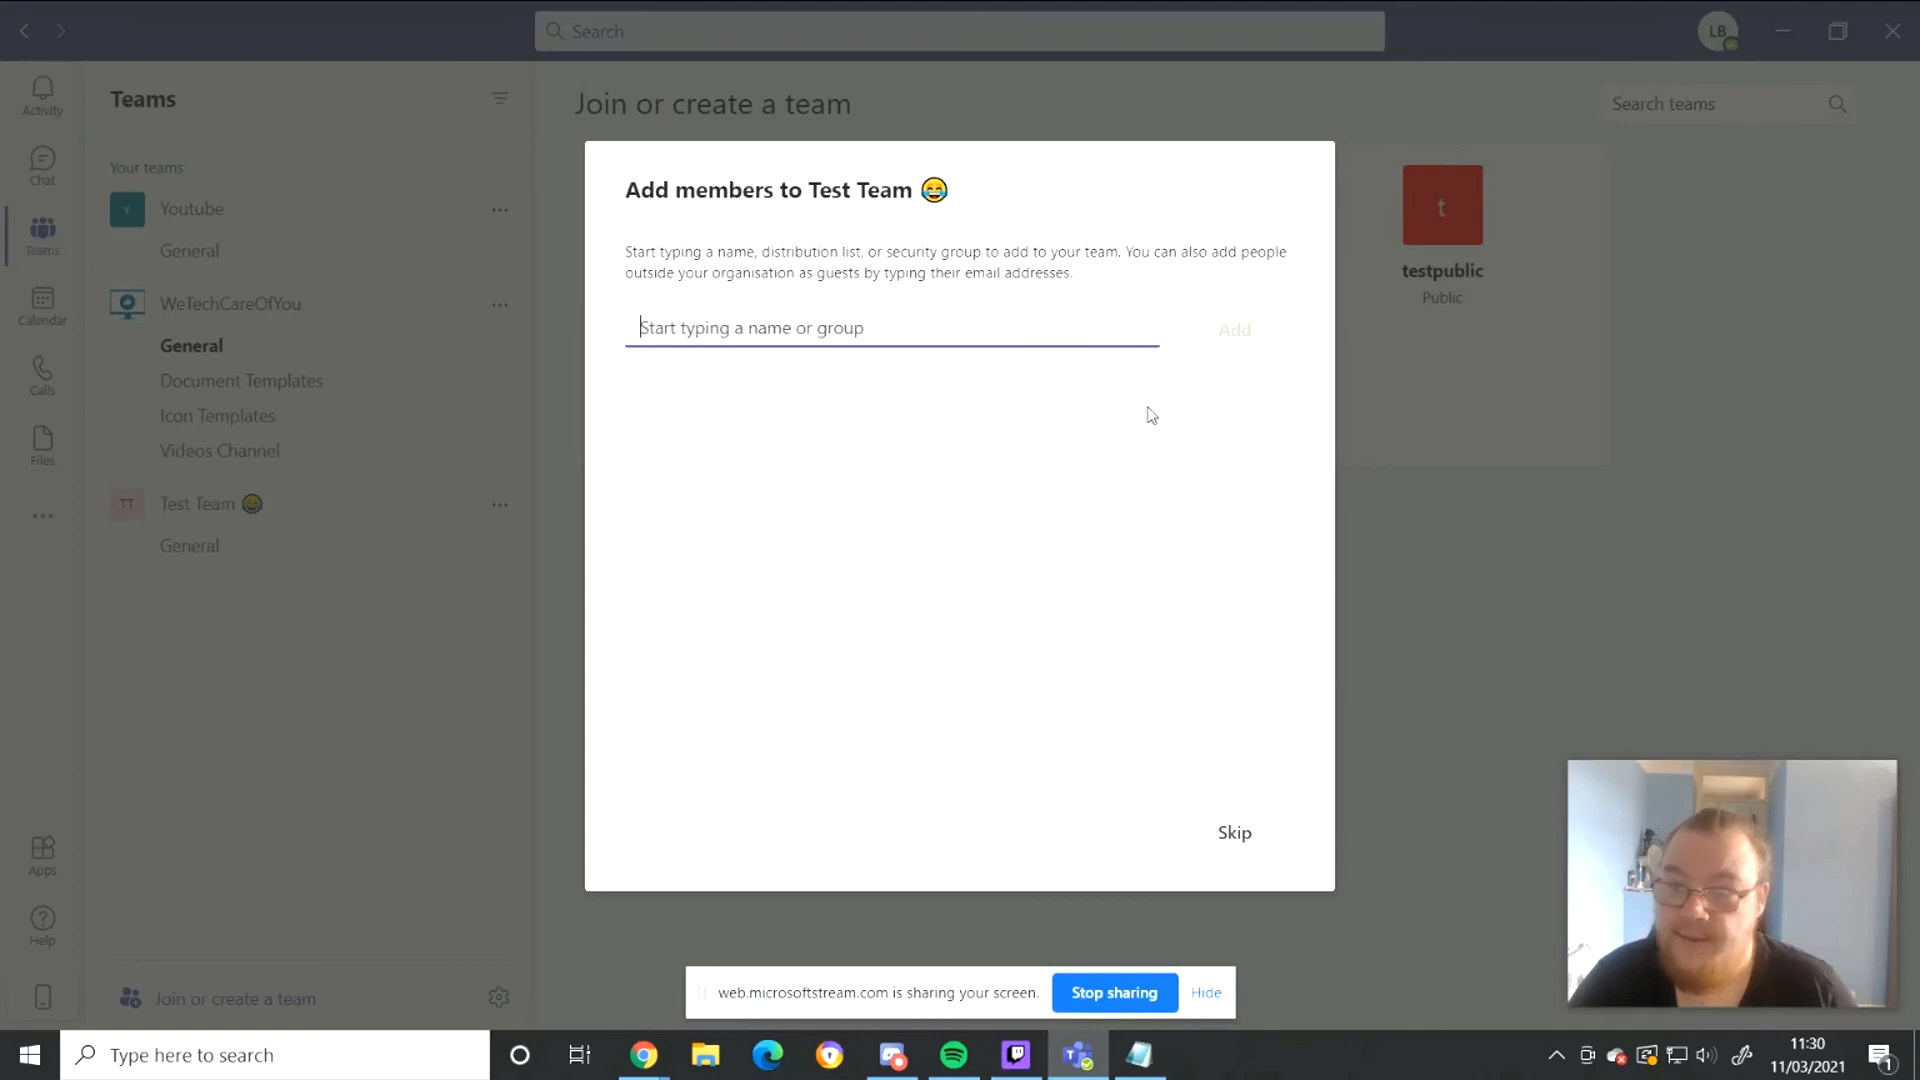 Search
LB
Activity
Chat
Teams
Calendar
Calls
Files
Apps
Help
Teams
Your teams
Y
Youtube
General
WeTechCareOfYou
General
Document Templates
Icon Templates
Videos Channel
TT
Test Team 😂
General
Join or create a team
Join or create a team
Search teams
t
testpublic
Public
Add members to Test Team 😂
Start typing a name, distribution list, or security group to add to your team. You can also add people
outside your organisation as guests by typing their email addresses.
Start typing a name or group
Add
Skip
web.microsoftstream.com is sharing your screen.
Stop sharing
Hide
Type here to search
11:30
11/03/2021
1